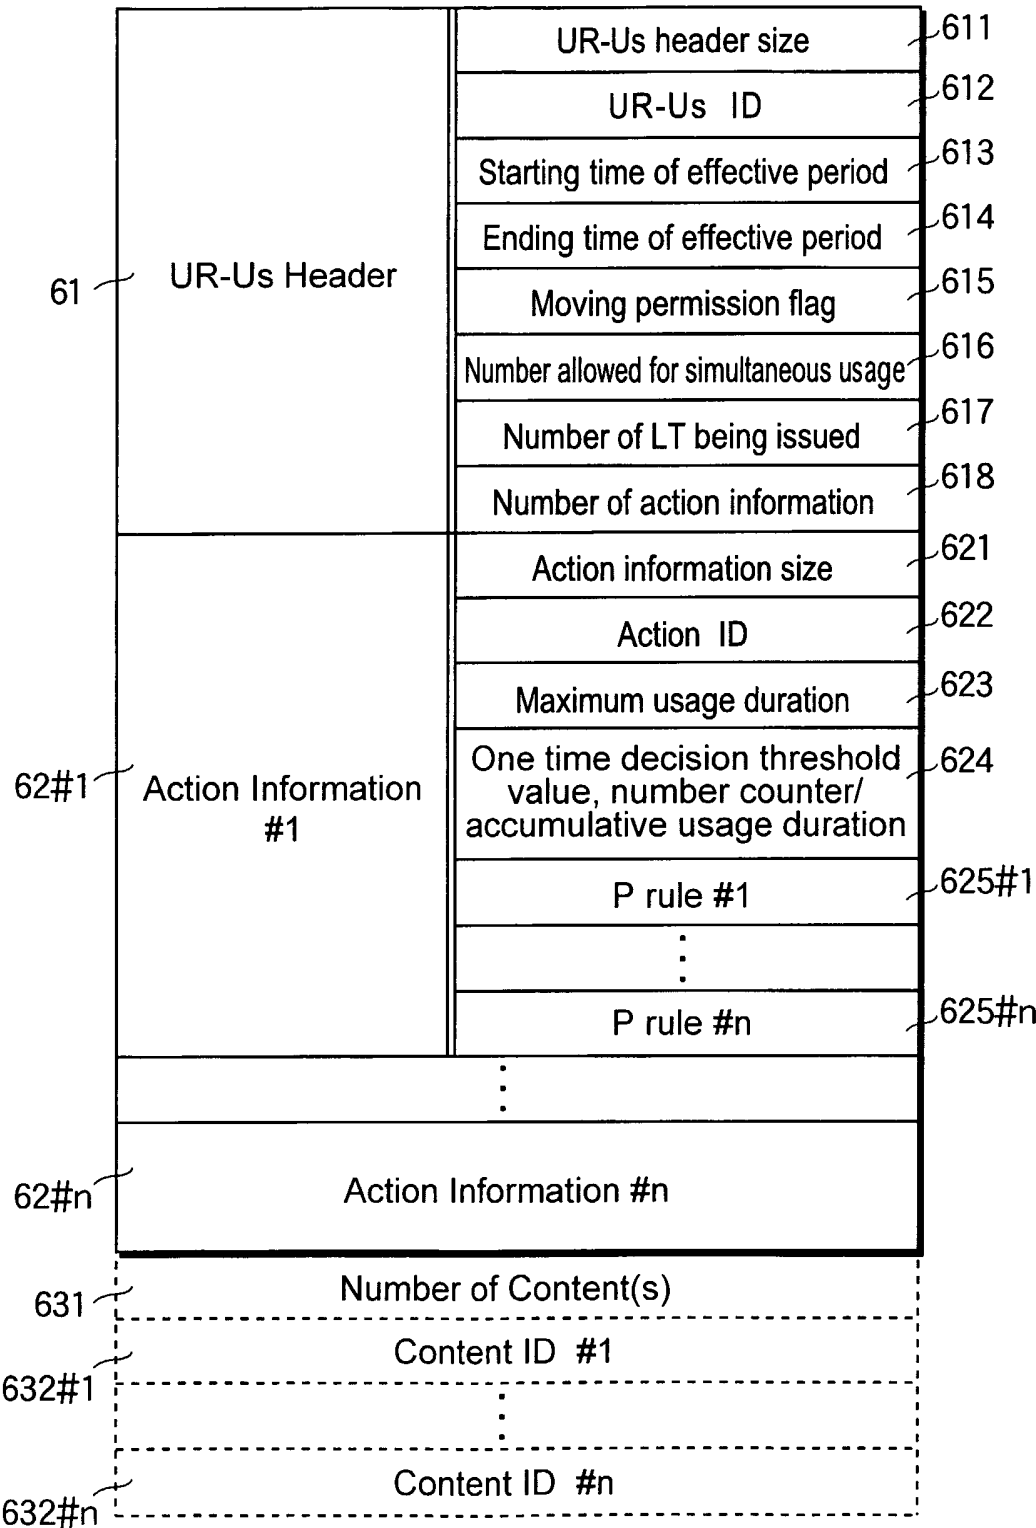 UR-Us header size
611
UR-Us ID
612
Starting time of effective period
613
Ending time of effective period
614
61
UR-Us Header
Moving permission flag
615
Number allowed for simultaneous usage
616
Number of LT being issued
617
Number of action information
618
Action information size
621
Action ID
622
Maximum usage duration
623
62#1
Action Information
#1
One time decision threshold
value, number counter/
accumulative usage duration
624
P rule #1
625#1
P rule #n
625#n
62#n
Action Information #n
631
Number of Content(s)
632#1
Content ID #1
632#n
Content ID #n